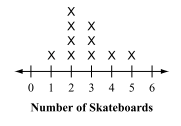 X
X X
X X
X X X X X
0 1 2 3 4 5 6
Number of Skateboards